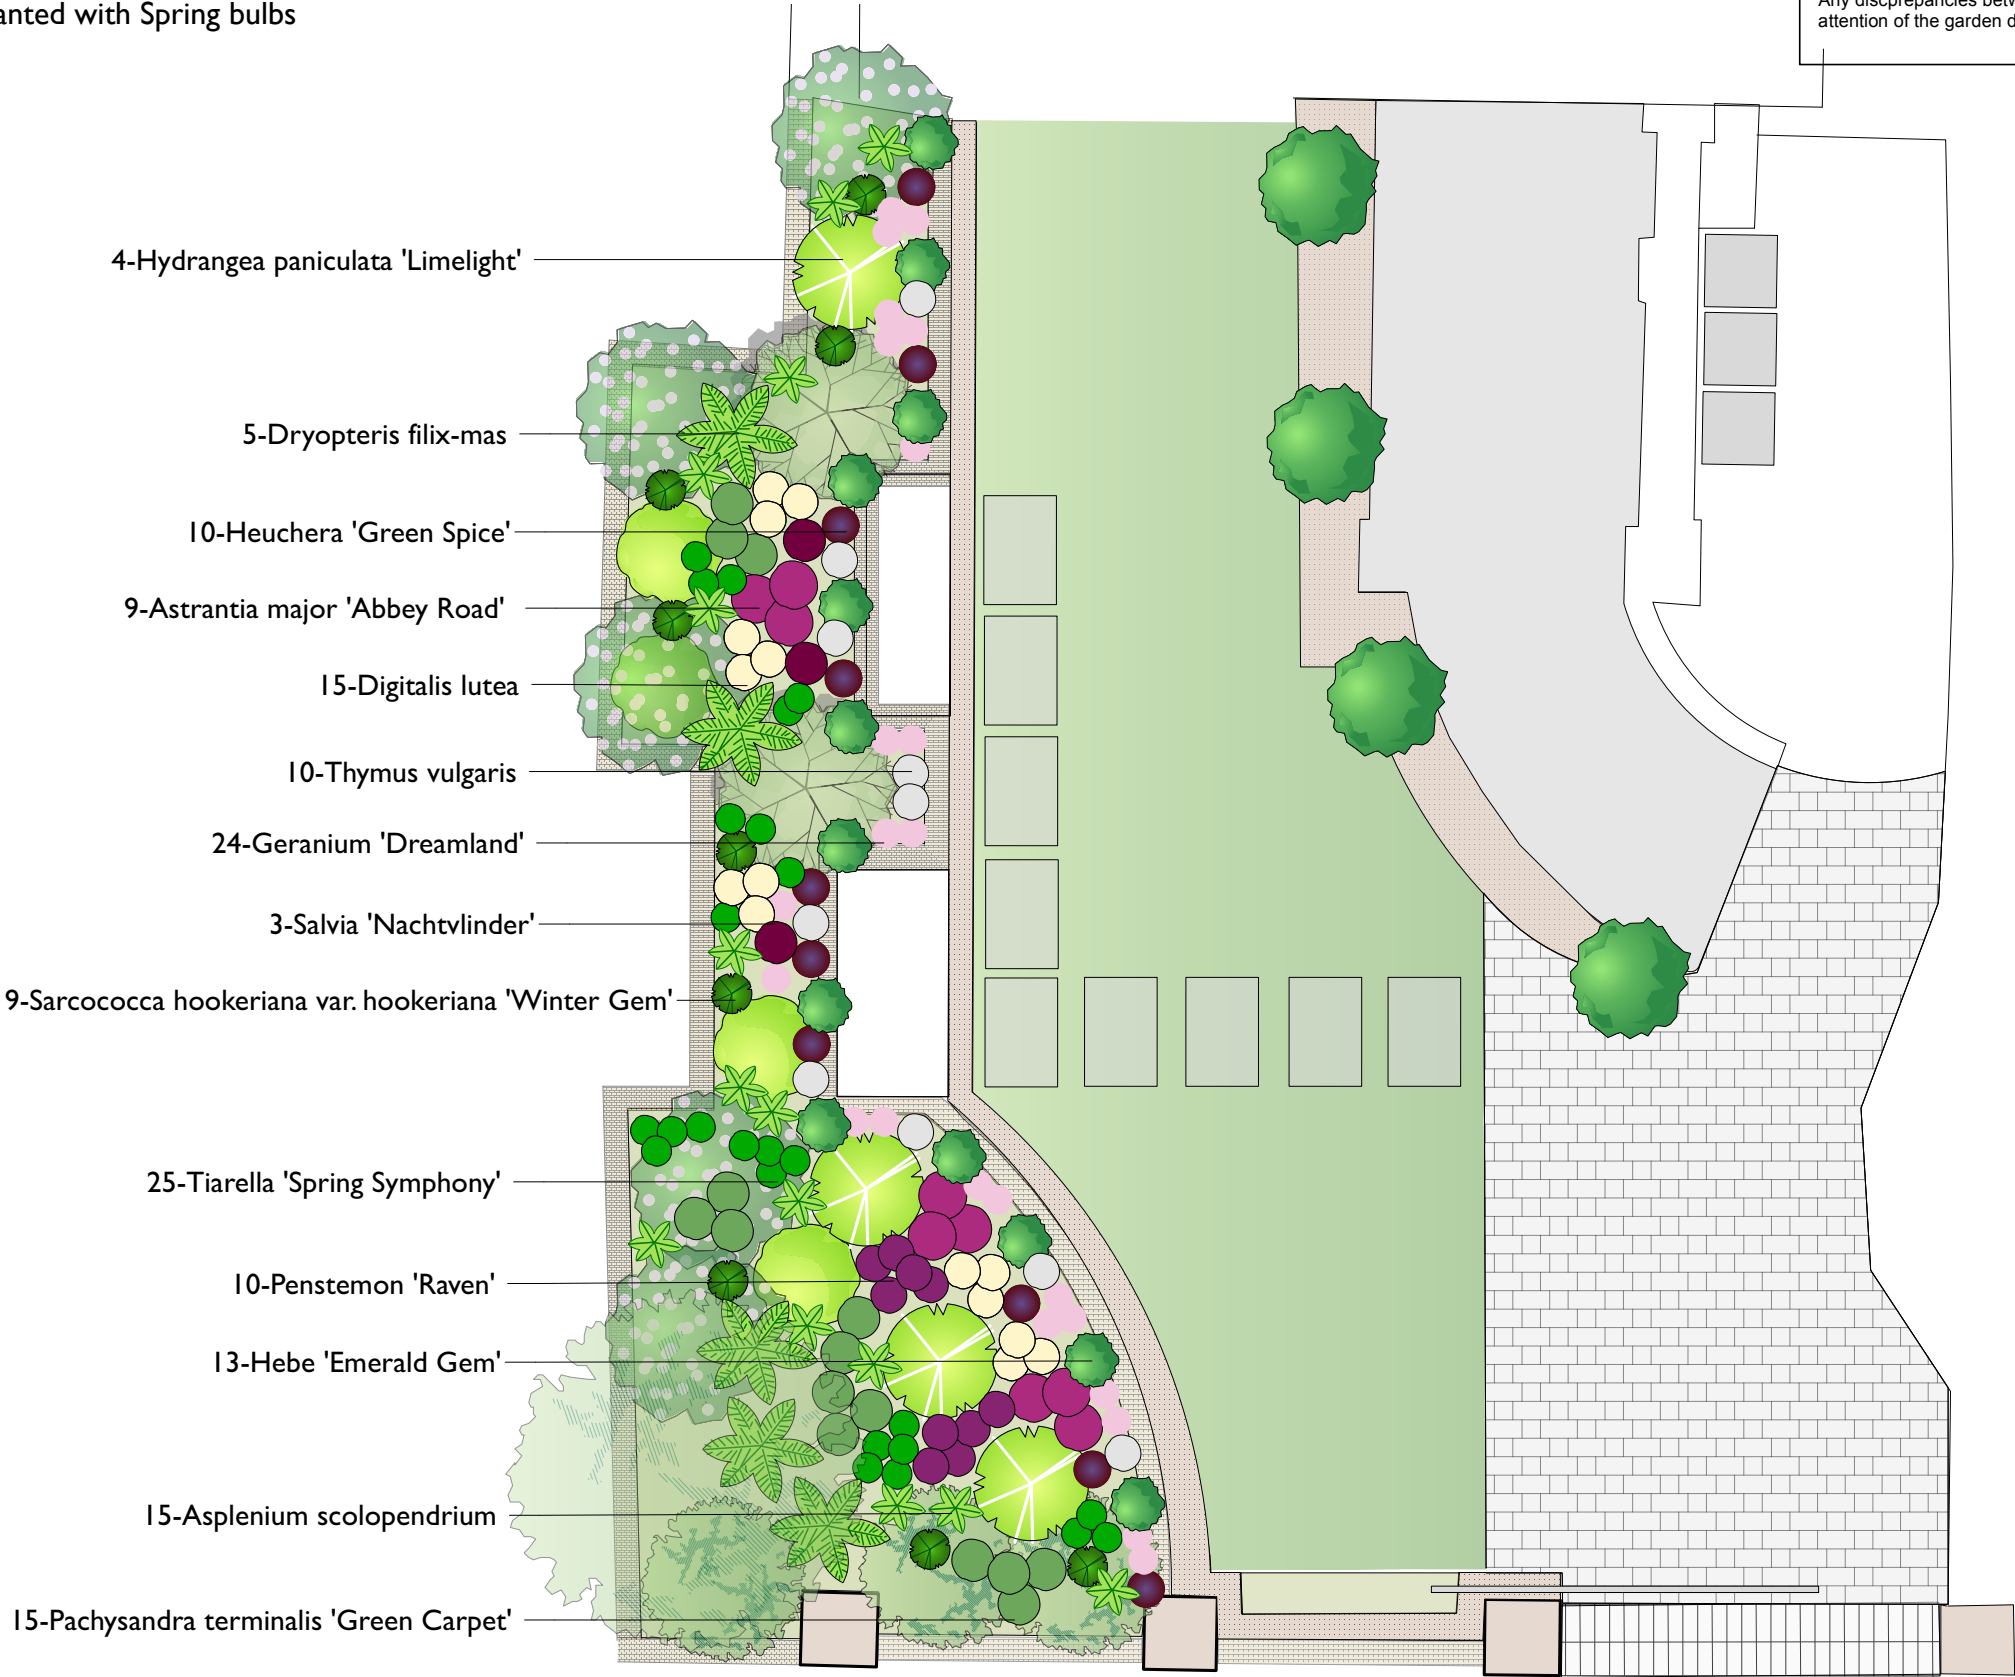 anted with Spring bulbs
Any discprepancies betw
attention of the garden d
4-Hydrangea paniculata 'Limelight'
5-Dryopteris filix-mas
10-Heuchera 'Green Spice'
9-Astrantia major 'Abbey Road'
15-Digitalis lutea
10-Thymus vulgaris
24-Geranium 'Dreamland'
3-Salvia 'Nachtvlinder'
9-Sarcococca hookeriana var. hookeriana 'Winter Gem'
25-Tiarella 'Spring Symphony'
10-Penstemon 'Raven'
13-Hebe 'Emerald Gem'
15-Asplenium scolopendrium
15-Pachysandra terminalis 'Green Carpet'